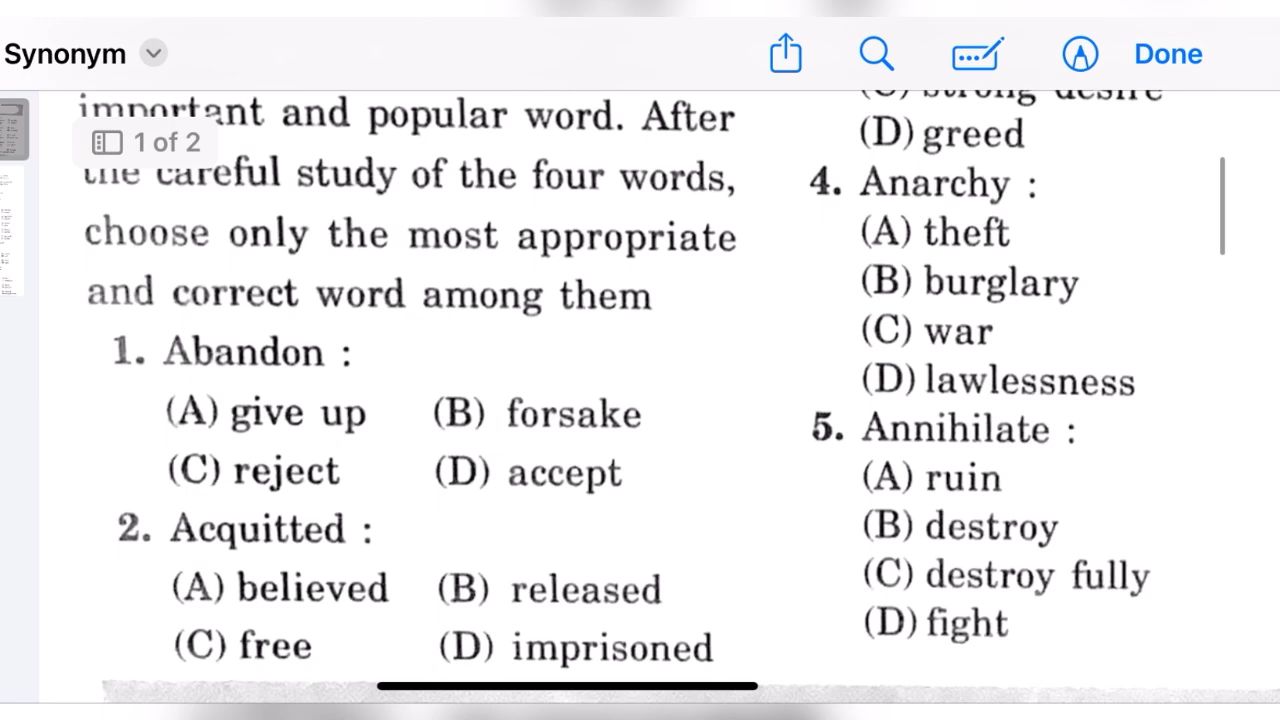 Synonym
Done
1 of 2
important and popular word. After
the careful study of the four words,
choose only the most appropriate
and correct word among them
1. Abandon :
(A) give up (B) forsake
(C) reject (D) accept
2. Acquitted :
(A) believed (B) released
(C) free (D) imprisoned
(C) strong desire
(D) greed
4. Anarchy :
(A) theft
(B) burglary
(C) war
(D) lawlessness
5. Annihilate :
(A) ruin
(B) destroy
(C) destroy fully
(D) fight